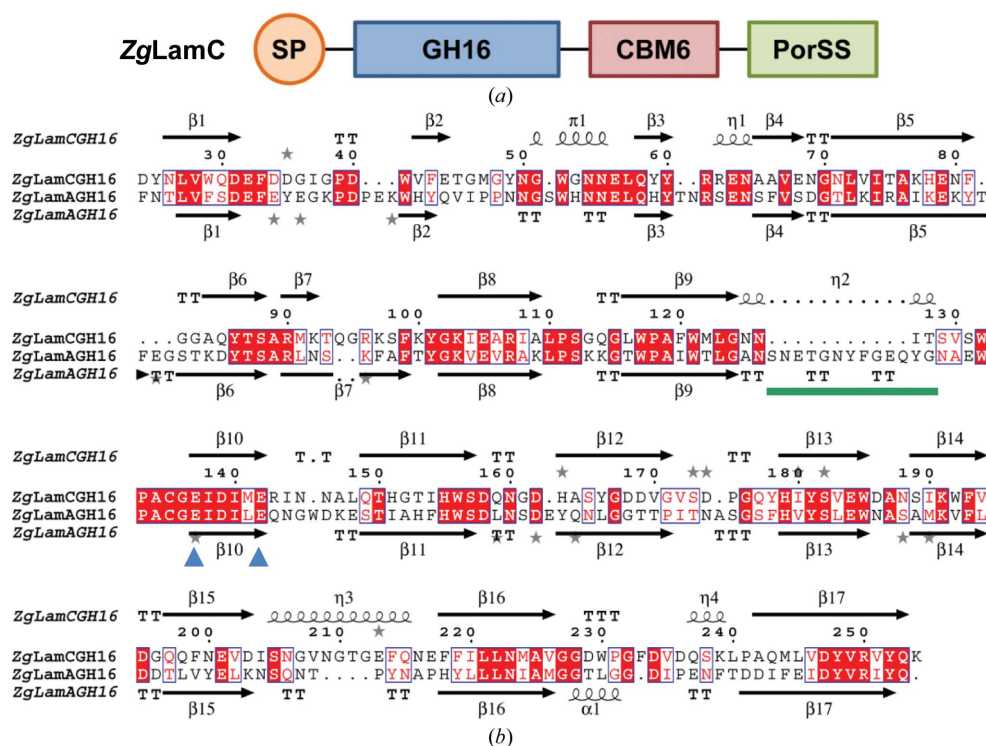 ZgLamC SP GH16 CBM6 PorSS
(a)
ZgLamCGH16 β1 TT β2 π1 β3 η1 β4 TT β5
30 40 50 60 70 80
ZgLamCGH16 DYNLVWQDEFDDGIGPD...WVFETGMGYNG.WGNNELQYY.RRENAAVENGNLVITAKHENF.
ZgLamAGH16 FNTLVFSDEFEYEGKPDPEKWHYQVIPPNNGSWHNNELQHYTNRSENSFVSDGTLKIRAIKEKYT
ZgLamAGH16 β1 β2 TT TT β3 β4 TT β5
ZgLamCGH16 TT β6 β7 β8 TT β9 η2
90 100 110 120 130
ZgLamCGH16 ...GGAQYTSARMKTQGRKSFKYGKIEARIALPSGQGLWPAFWMLGNN............ITSVSW
ZgLamAGH16 FEGSTKDYTSARLNS..KFAFTYGKVEVRAKLPSKKGTWPAIWTLGANSNETGNYFGEQYGNAEW
ZgLamAGH16 TT β6 β7 β8 TT β9 TT TT TT
ZgLamCGH16 β10 T.T β11 TT β12 TT β13 β14
140 150 160 170 180 190
ZgLamCGH16 PACGEIDIMERINN.NALQTHGTIHWSDQNGD.HASYGDDVGVSD.PGQYHIYSVEWDANSIKWFV
ZgLamAGH16 PACGEIDILEQNGWDKESTIAHFHWSDLNSDEYQNLGGTTPITNASGSFHVYSLEWNASAMKVFL
ZgLamAGH16 β10 TT β11 TT β12 TTT β13 β14
ZgLamCGH16 TT β15 η3 β16 TTT η4 β17
200 210 220 230 240 250
ZgLamCGH16 DGQQFNEVDISNGVNGTGEFQNEFFILLNMAVGGDWPGFDVDQSKLPAQMLVDYVRVYQK
ZgLamAGH16 DDTLVYELKNSQNT....PYNAPHYLLLNIAMGGTLGG.DIPENFTDDIFEIDYVRIYQ.
ZgLamAGH16 TT β15 TT TT β16 α1 TT β17
(b)